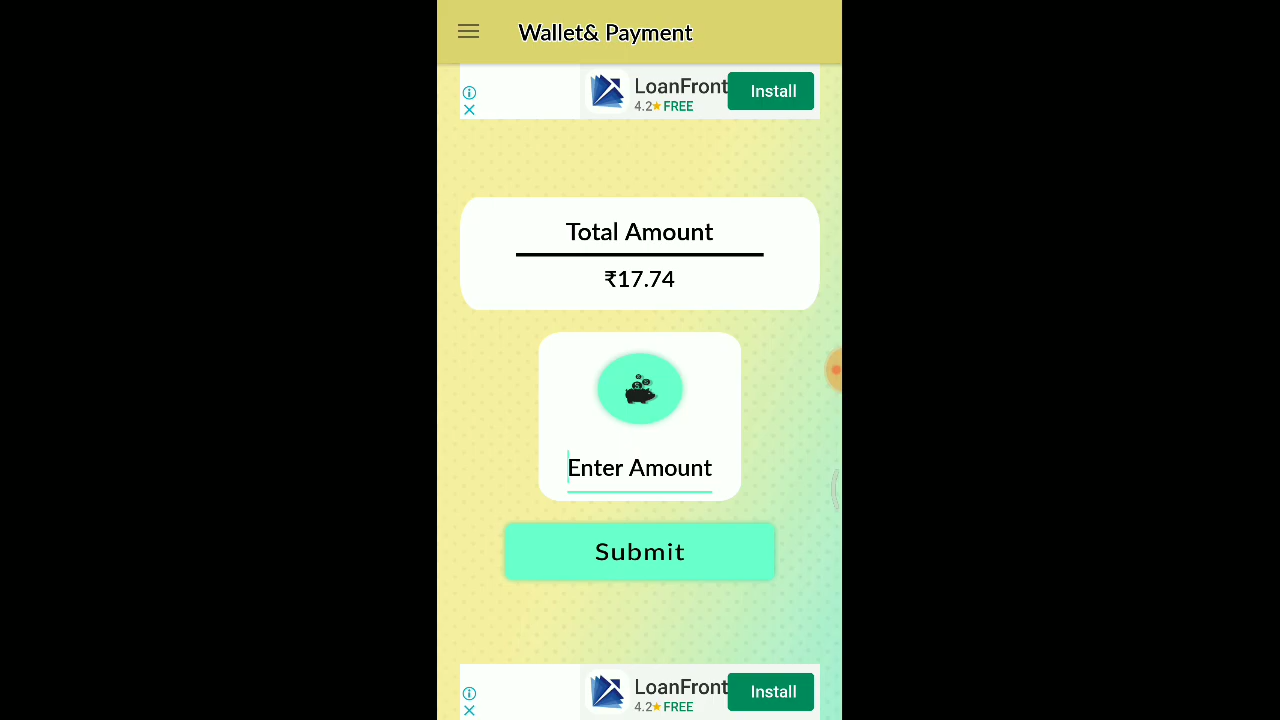 Wallet& Payment
LoanFront
Install
4.2★ FREE
Total Amount
₹17.74
Enter Amount
Submit
LoanFront
Install
4.2★ FREE